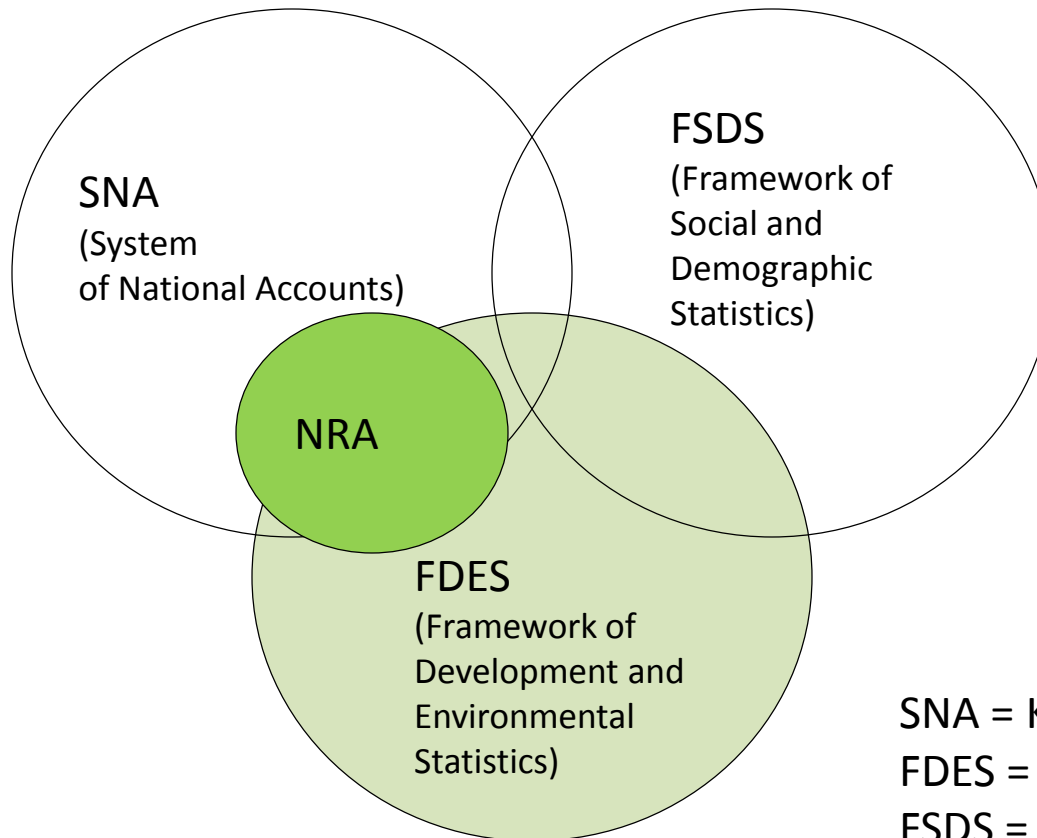 SNA
(System
of National Accounts)
FSDS
(Framework of
Social and
Demographic
Statistics)
NRA
FDES
(Framework of
Development and
Environmental
Statistics)
SNA = K
FDES =
FSDS =